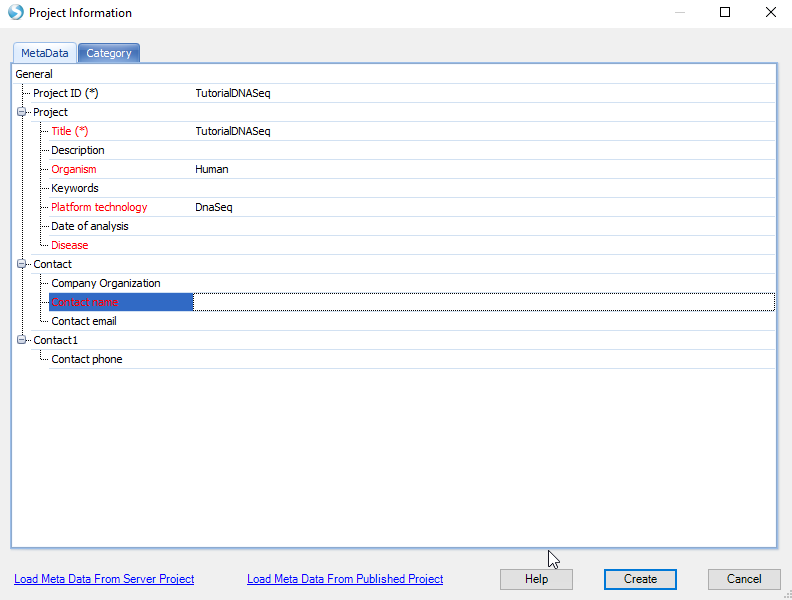 Project Information
MetaData Category
General
Project ID (*) TutorialDNASeq
Project
Title (*) TutorialDNASeq
Description
Organism Human
Keywords
Platform technology DnaSeq
Date of analysis
Disease
Contact
Company Organization
Contact name
Contact email
Contact1
Contact phone
Load Meta Data From Server Project Load Meta Data From Published Project Help Create Cancel